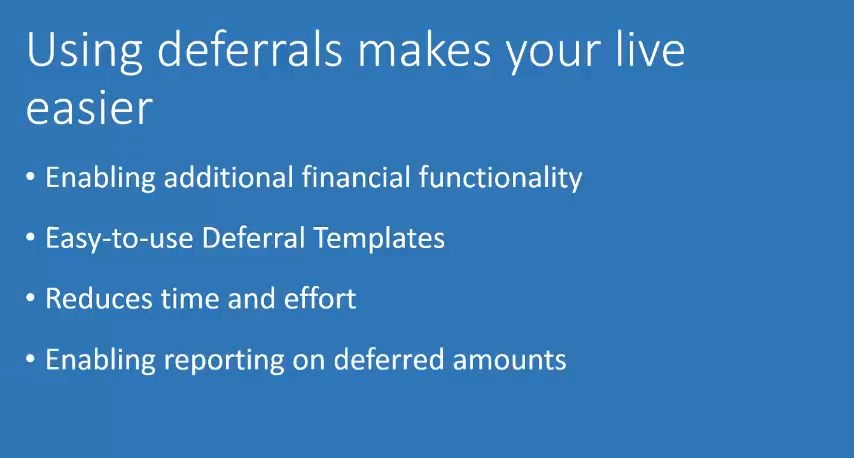 Using deferrals makes your live
easier
• Enabling additional financial functionality
• Easy-to-use Deferral Templates
• Reduces time and effort
• Enabling reporting on deferred amounts